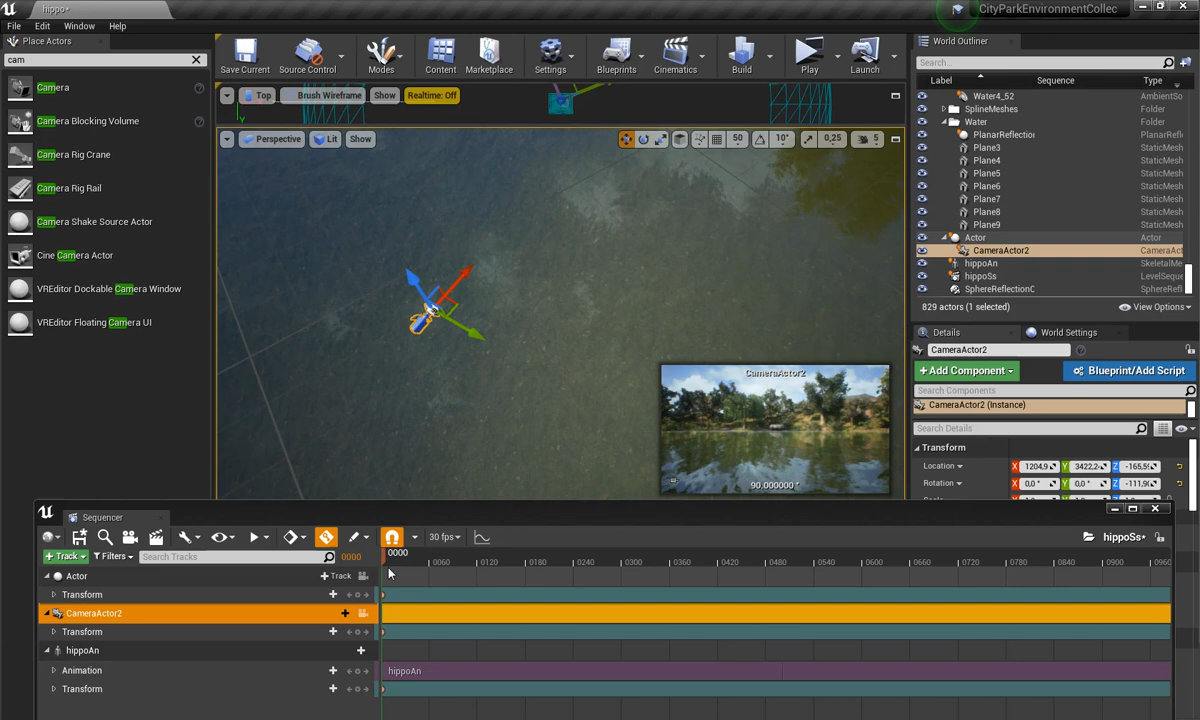 hippo*
CityParkEnvironmentCollec
File Edit Window Help
Place Actors
cam
Camera
Camera Blocking Volume
Camera Rig Crane
Camera Rig Rail
Camera Shake Source Actor
Cine Camera Actor
VREditor Dockable Camera Window
VREditor Floating Camera UI
Save Current Source Control Modes Content Marketplace Settings Blueprints Cinematics Build Play Launch
Top Brush Wireframe Show Realtime: Off
Y
Perspective Lit Show
50 10° 0,25 5
CameraActor2
90.000000 °
World Outliner
Search...
Label Sequence Type
Water4_52 AmbientSo
SplineMeshes Folder
Water Folder
PlanarReflection PlanarRefl
Plane3 StaticMesh
Plane4 StaticMesh
Plane5 StaticMesh
Plane6 StaticMesh
Plane7 StaticMesh
Plane8 StaticMesh
Plane9 StaticMesh
Actor Actor
CameraActor2 CameraAct
hippoAn SkeletalMe
hippoSs LevelSeque
SphereReflectionC SphereRefl
829 actors (1 selected) View Options
Details World Settings
CameraActor2
+Add Component Blueprint/Add Script
Search Components
CameraActor2 (Instance)
Search Details
Transform
Location X 1204,9 Y 3422,2 Z -165,5
Rotation X 0,0 ° Y 0,0 ° Z -111,9
Sequencer
30 fps hippoSs*
+ Track Filters Search Tracks 0000 0000
0060 0120 0180 0240 0300 0360 0420 0480 0540 0600 0660 0720 0780 0840 0900 0960
Actor + Track
Transform
CameraActor2
Transform
hippoAn
Animation hippoAn
Transform